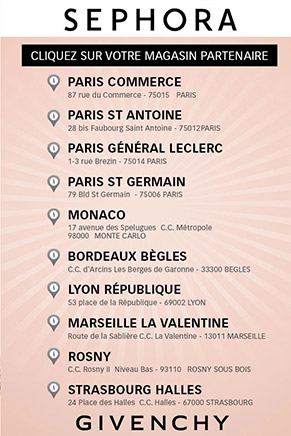 SEPHORA
CLIQUEZ SUR VOTRE MAGASIN PARTENAIRE
PARIS COMMERCE
87 rue du Commerce - 75015 PARIS
PARIS ST ANTOINE
28 bis Faubourg Saint Antoine - 75012PARIS
PARIS GÉNÉRAL LECLERC
1-3 rue Brezin - 75014 PARIS
PARIS ST GERMAIN
79 Bld St Germain - 75006 PARIS
MONACO
17 avenue des Spelugues C.C. Métropole
98000 MONTE CARLO
BORDEAUX BÈGLES
C.C. d'Arcins Les Berges de Garonne - 33300 BEGLES
LYON RÉPUBLIQUE
53 place de la République - 69002 LYON
MARSEILLE LA VALENTINE
Route de la Sablière C.C. La Valentine - 13011 MARSEILLE
ROSNY
C.C. Rosny II Niveau Bas - 93110 ROSNY SOUS BOIS
STRASBOURG HALLES
24 Place des Halles C.C. Halles - 67000 STRASBOURG
GIVENCHY